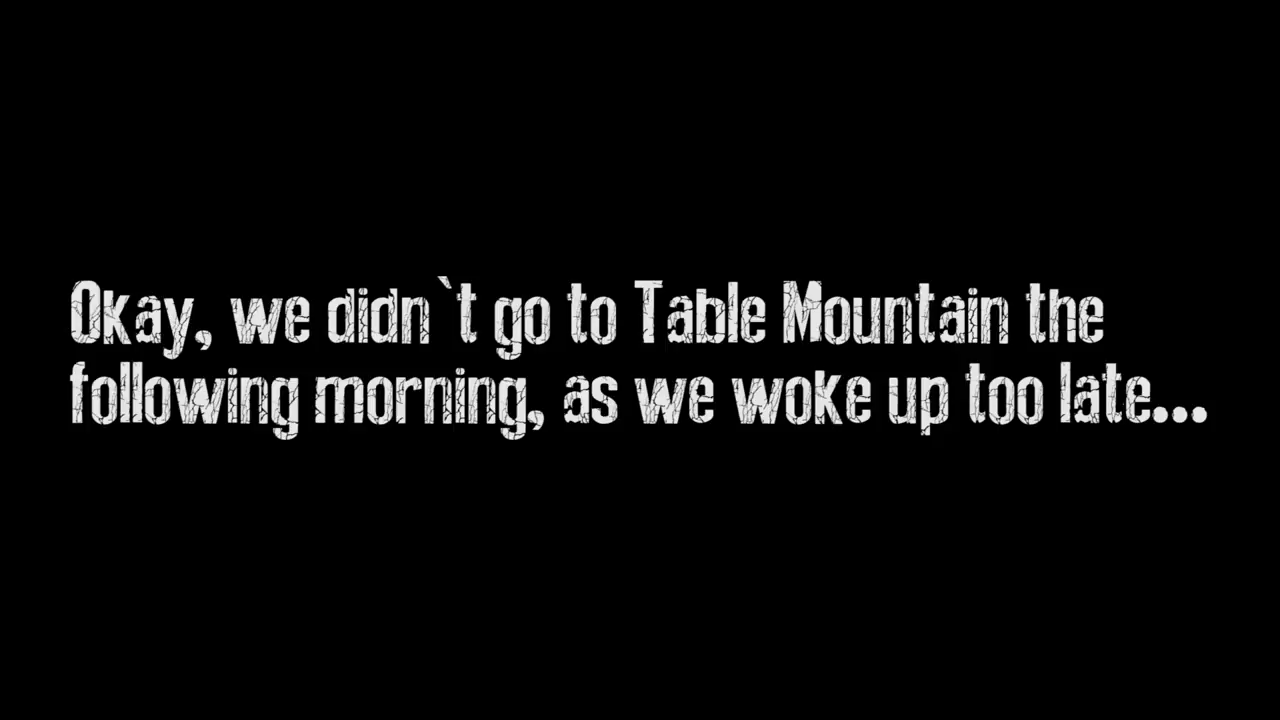 Okay, we didn`t go to Table Mountain the
following morning, as we woke up too late...